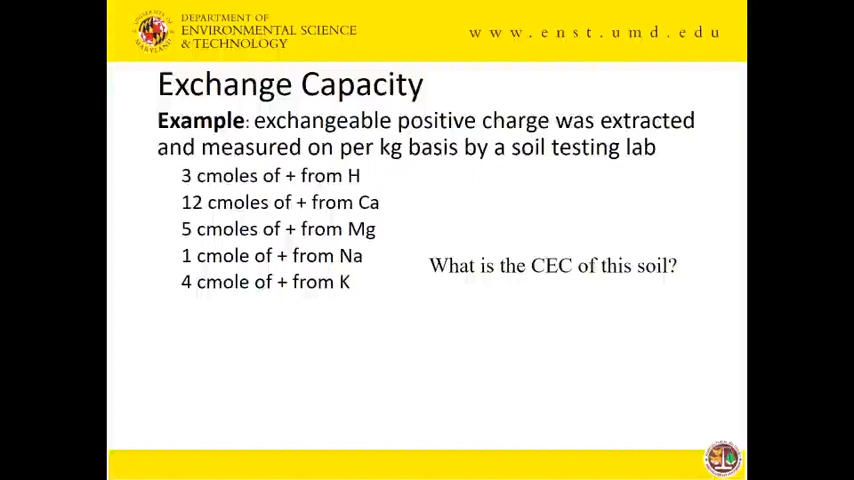 DEPARTMENT OF
ENVIRONMENTAL SCIENCE
& TECHNOLOGY
www.enst.umd.edu
Exchange Capacity
Example: exchangeable positive charge was extracted
and measured on per kg basis by a soil testing lab
3 cmoles of + from H
12 cmoles of + from Ca
5 cmoles of + from Mg
1 cmole of + from Na
4 cmole of + from K
What is the CEC of this soil?